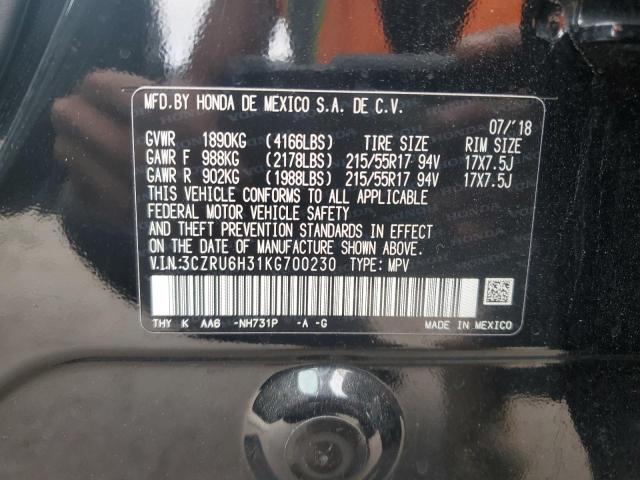 MFD.BY HONDA DE MEXICO S.A. DE C.V.
07/'18
GVWR 1890KG (4166LBS) TIRE SIZE RIM SIZE
GAWR F 988KG (2178LBS) 215/55R17 94V 17X7.5J
GAWR R 902KG (1988LBS) 215/55R17 94V 17X7.5J
THIS VEHICLE CONFORMS TO ALL APPLICABLE
FEDERAL MOTOR VEHICLE SAFETY
AND THEFT PREVENTION STANDARDS IN EFFECT
ON THE DATE OF MANUFACTURE SHOWN ABOVE.
V.I.N.:3CZRU6H31KG700230 TYPE: MPV
THY K AA6 -NH731P -A -G MADE IN MEXICO